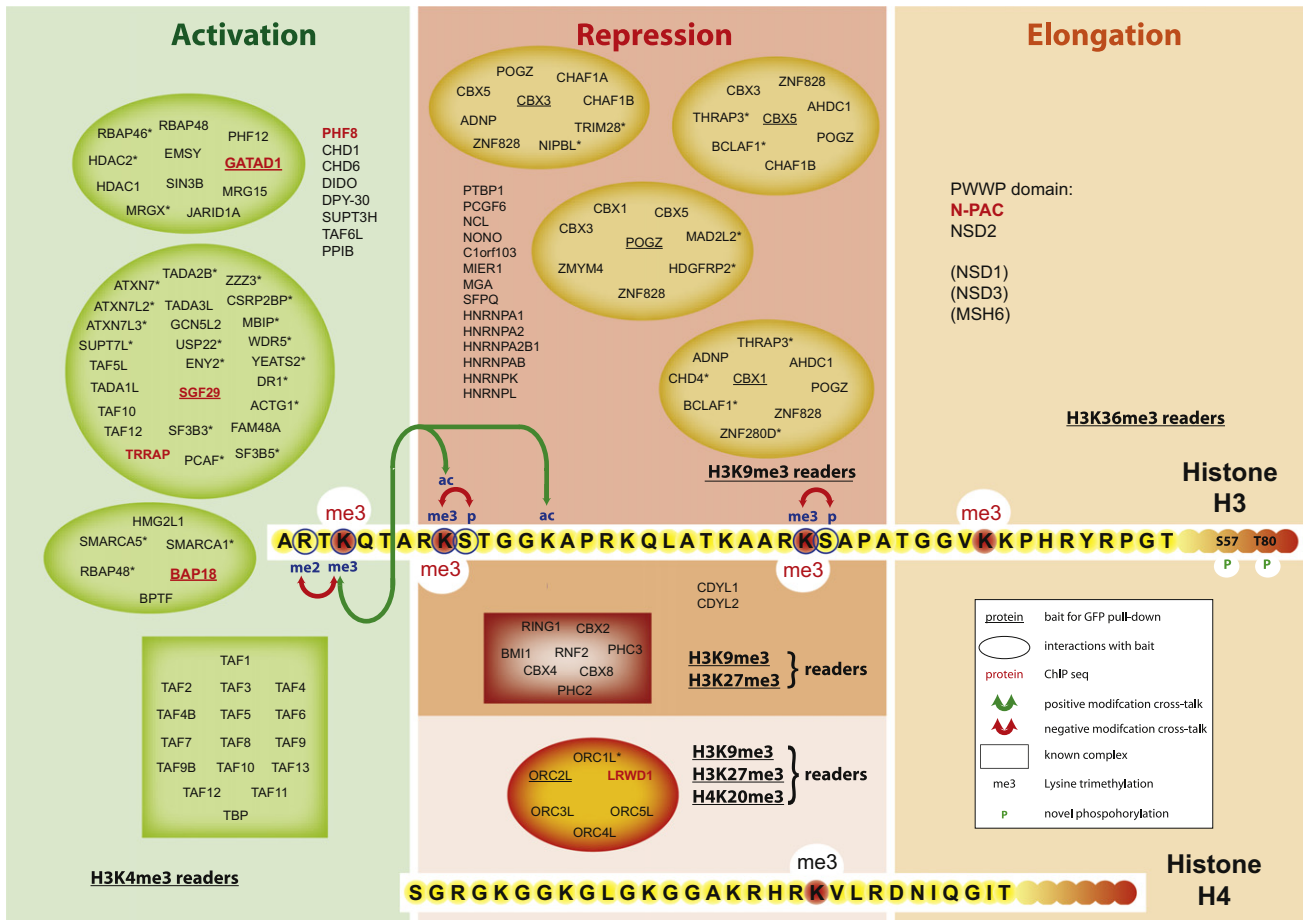 Activation
RBAP46*
RBAP48
PHF12
HDAC2*
EMSY
GATAD1
HDAC1
SIN3B
MRG15
MRGX*
JARID1A
PHF8
CHD1
CHD6
DIDO
DPY-30
SUPT3H
TAF6L
PPIB
TADA2B*
ATXN7*
ZZZ3*
ATXN7L2*
TADA3L
CSRP2BP*
ATXN7L3*
GCN5L2
MBIP*
SUPT7L*
USP22*
WDR5*
TAF5L
ENY2*
YEATS2*
DR1*
TADA1L
SGF29
ACTG1*
TAF10
TAF12
SF3B3*
FAM48A
TRRAP
PCAF*
SF3B5*
HMG2L1
SMARCA5*
SMARCA1*
RBAP48*
BAP18
BPTF
TAF1
TAF2 TAF3 TAF4
TAF4B TAF5 TAF6
TAF7 TAF8 TAF9
TAF9B TAF10 TAF13
TAF12 TAF11
TBP
H3K4me3 readers
Repression
POGZ
CHAF1A
CBX5
CBX3
CHAF1B
ADNP
TRIM28*
ZNF828
NIPBL*
ZNF828
CBX3
AHDC1
THRAP3*
CBX5
POGZ
BCLAF1*
CHAF1B
PTBP1
PCGF6
NCL
NONO
C1orf103
MIER1
MGA
SFPQ
HNRNPA1
HNRNPA2
HNRNPA2B1
HNRNPAB
HNRNPK
HNRNPL
CBX1
CBX5
CBX3
POGZ
MAD2L2*
ZMYM4
HDGFRP2*
ZNF828
THRAP3*
ADNP
AHDC1
CHD4*
CBX1
POGZ
BCLAF1*
ZNF828
ZNF280D*
H3K9me3 readers
Elongation
PWWP domain:
N-PAC
NSD2
(NSD1)
(NSD3)
(MSH6)
H3K36me3 readers
Histone
H3
ac
me3
me3 p
ac
me3 p
me3
ARTKQTARKSTGGKAPRKQLATKAARKSAPATGGVKKPHRYRPGT S57 T80
me2 me3
me3
me3
P P
CDYL1
CDYL2
RING1
CBX2
BMI1
RNF2
PHC3
CBX4
CBX8
PHC2
H3K9me3
H3K27me3
readers
ORC1L*
ORC2L
LRWD1
ORC3L
ORC5L
ORC4L
H3K9me3
H3K27me3
H4K20me3
readers
protein bait for GFP pull-down
interactions with bait
protein ChIP seq
positive modifcation cross-talk
negative modifcation cross-talk
known complex
me3 Lysine trimethylation
P novel phospohorylation
me3
SGRGKGGKGLGKGGAKRHRKVLRDNIQGIT
Histone
H4